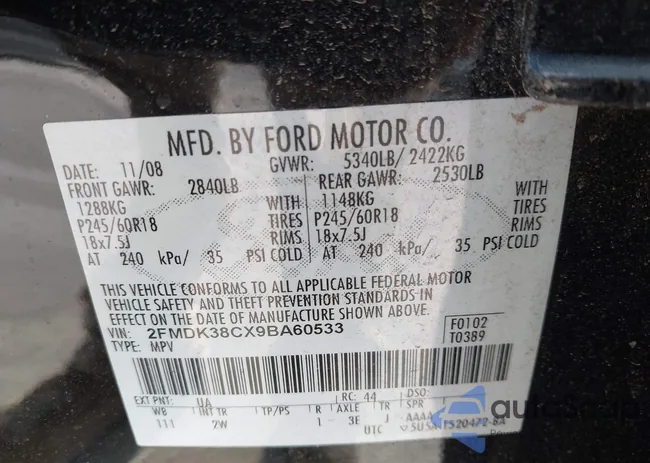 MFD. BY FORD MOTOR CO.
DATE: 11/08 GVWR: 5340LB/ 2422KG
FRONT GAWR: 2840LB REAR GAWR: 2530LB
1288KG WITH 1148KG WITH
P245/60R18 TIRES P245/60R18 TIRES
18x7.5J RIMS 18x7.5J RIMS
AT 240 kPa/ 35 PSI COLD AT 240 kPa/ 35 PSI COLD
THIS VEHICLE CONFORMS TO ALL APPLICABLE FEDERAL MOTOR
VEHICLE SAFETY AND THEFT PREVENTION STANDARDS IN
EFFECT ON THE DATE OF MANUFACTURE SHOWN ABOVE.
VIN: 2FMDK38CX9BA60533 F0102
TYPE: MPV T0389
EXT PNT: UA RC: 44 DSO:
WB INT TR TP/PS R AXLE TR SPR
111 2W 1 3E J AAAA
UTC